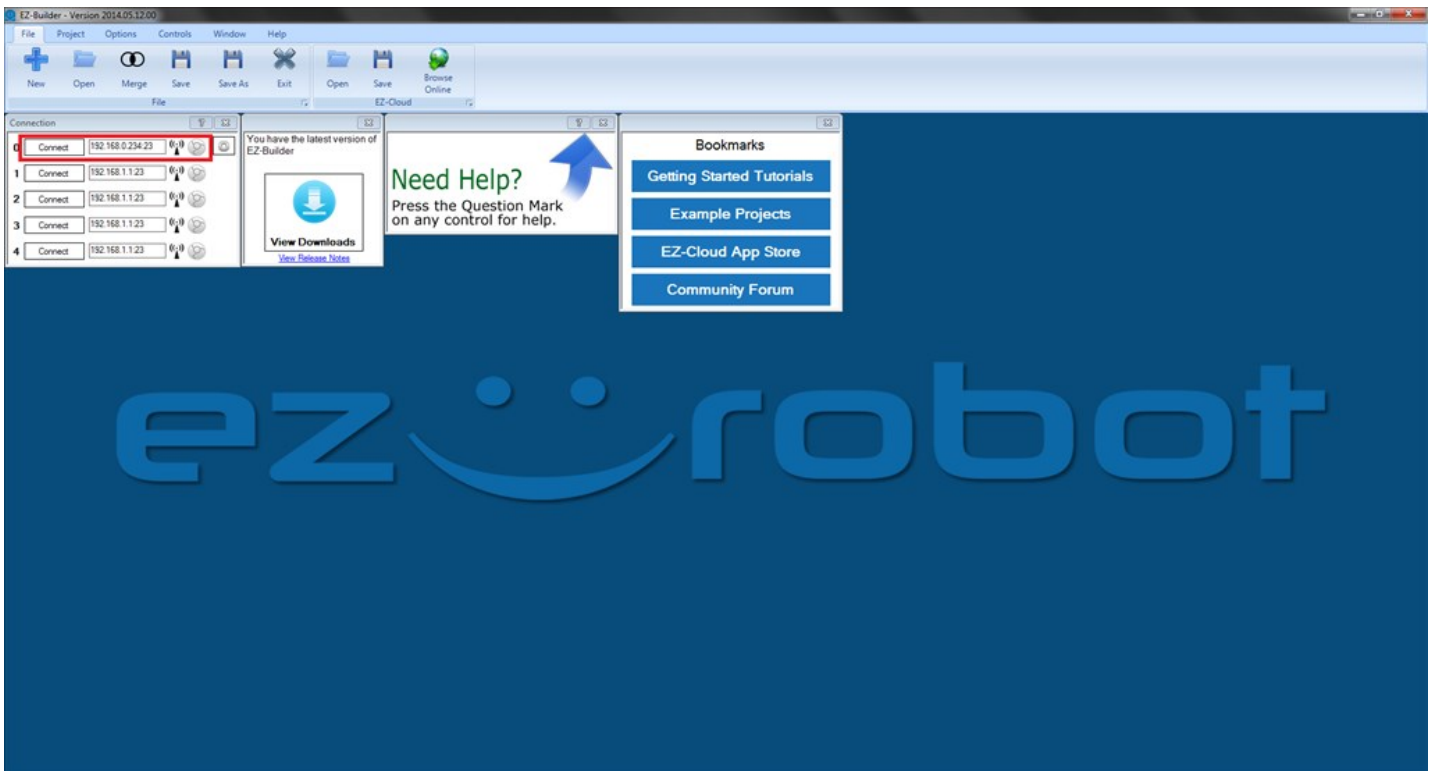 EZ-Builder - Version 2014.05.12.00
File Project Options Controls Window Help
New Open Merge Save Save As Exit Open Save Browse Online
File EZ-Cloud
Connection
0 Connect 192.168.0.234:23
1 Connect 192.168.1.1:23
2 Connect 192.168.1.1:23
3 Connect 192.168.1.1:23
4 Connect 192.168.1.1:23
You have the latest version of
EZ-Builder
View Downloads
View Release Notes
Need Help?
Press the Question Mark
on any control for help.
Bookmarks
Getting Started Tutorials
Example Projects
EZ-Cloud App Store
Community Forum
ez robot